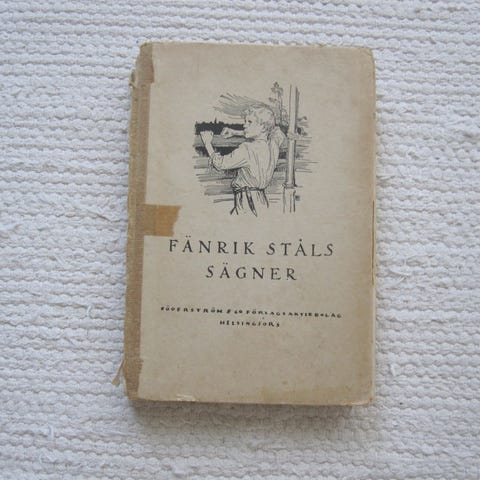 FÄNRIK STÅLS
SÄGNER
SÖDERSTRÖM & CO FÖRLAGSAKTIEBOLAG
HELSINGFORS